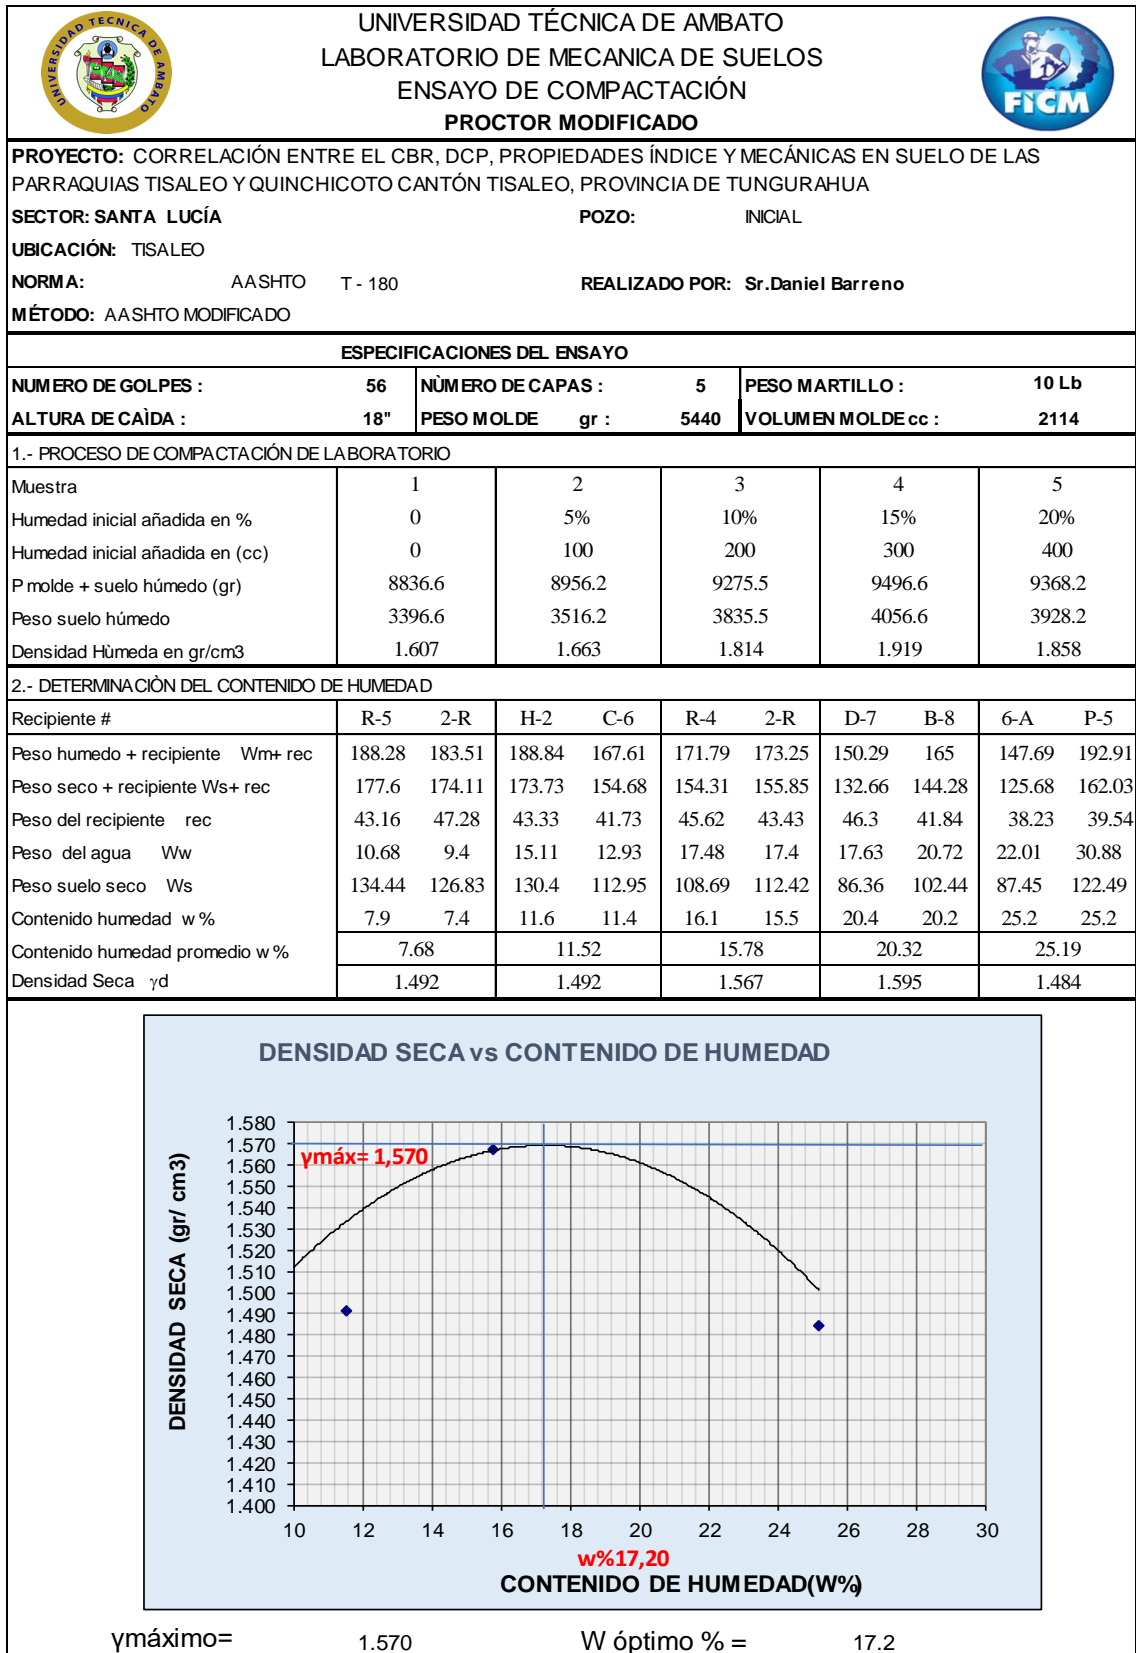 UNIVERSIDAD TECNICA DE AMBATO
UNIVERSIDAD TÉCNICA DE AMBATO
LABORATORIO DE MECANICA DE SUELOS
ENSAYO DE COMPACTACIÓN
PROCTOR MODIFICADO
FiCM
PROYECTO: CORRELACIÓN ENTRE EL CBR, DCP, PROPIEDADES ÍNDICE Y MECÁNICAS EN SUELO DE LAS
PARRAQUIAS TISALEO Y QUINCHICOTO CANTÓN TISALEO, PROVINCIA DE TUNGURAHUA
SECTOR: SANTA LUCÍA POZO: INICIAL
UBICACIÓN: TISALEO
NORMA: AASHTO T - 180 REALIZADO POR: Sr.Daniel Barreno
MÉTODO: AASHTO MODIFICADO
ESPECIFICACIONES DEL ENSAYO
NUMERO DE GOLPES : 56 NÙMERO DE CAPAS : 5 PESO MARTILLO : 10 Lb
ALTURA DE CAÌDA : 18" PESO MOLDE gr : 5440 VOLUMEN MOLDE cc : 2114
1.- PROCESO DE COMPACTACIÓN DE LABORATORIO
Muestra 1 2 3 4 5
Humedad inicial añadida en % 0 5% 10% 15% 20%
Humedad inicial añadida en (cc) 0 100 200 300 400
P molde + suelo húmedo (gr) 8836.6 8956.2 9275.5 9496.6 9368.2
Peso suelo húmedo 3396.6 3516.2 3835.5 4056.6 3928.2
Densidad Hùmeda en gr/cm3 1.607 1.663 1.814 1.919 1.858
2.- DETERMINACIÒN DEL CONTENIDO DE HUMEDAD
Recipiente # R-5 2-R H-2 C-6 R-4 2-R D-7 B-8 6-A P-5
Peso humedo + recipiente Wm+ rec 188.28 183.51 188.84 167.61 171.79 173.25 150.29 165 147.69 192.91
Peso seco + recipiente Ws+ rec 177.6 174.11 173.73 154.68 154.31 155.85 132.66 144.28 125.68 162.03
Peso del recipiente rec 43.16 47.28 43.33 41.73 45.62 43.43 46.3 41.84 38.23 39.54
Peso del agua Ww 10.68 9.4 15.11 12.93 17.48 17.4 17.63 20.72 22.01 30.88
Peso suelo seco Ws 134.44 126.83 130.4 112.95 108.69 112.42 86.36 102.44 87.45 122.49
Contenido humedad w % 7.9 7.4 11.6 11.4 16.1 15.5 20.4 20.2 25.2 25.2
Contenido humedad promedio w % 7.68 11.52 15.78 20.32 25.19
Densidad Seca γd 1.492 1.492 1.567 1.595 1.484
DENSIDAD SECA vs CONTENIDO DE HUMEDAD
DENSIDAD SECA (gr/ cm3)
1.580
1.570
γmáx= 1,570
1.560
1.550
1.540
1.530
1.520
1.510
1.500
1.490
1.480
1.470
1.460
1.450
1.440
1.430
1.420
1.410
1.400
10 12 14 16 18 20 22 24 26 28 30
w%17,20
CONTENIDO DE HUMEDAD(W%)
γmáximo= 1.570 W óptimo % = 17.2